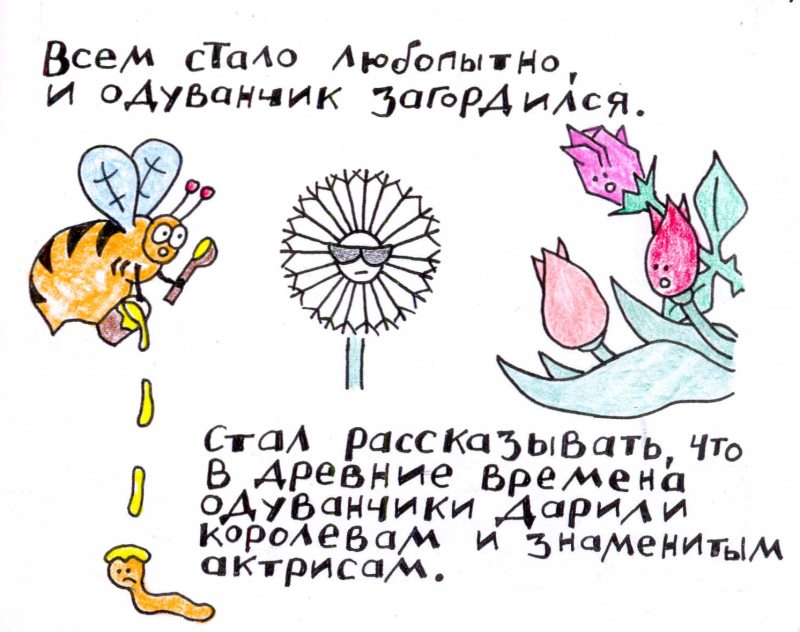 Всем стало любопытно,
и одуванчик загордился.
Стал рассказывать, что
в древние времена
одуванчики дарили
королевам и знаменитым
актрисам.